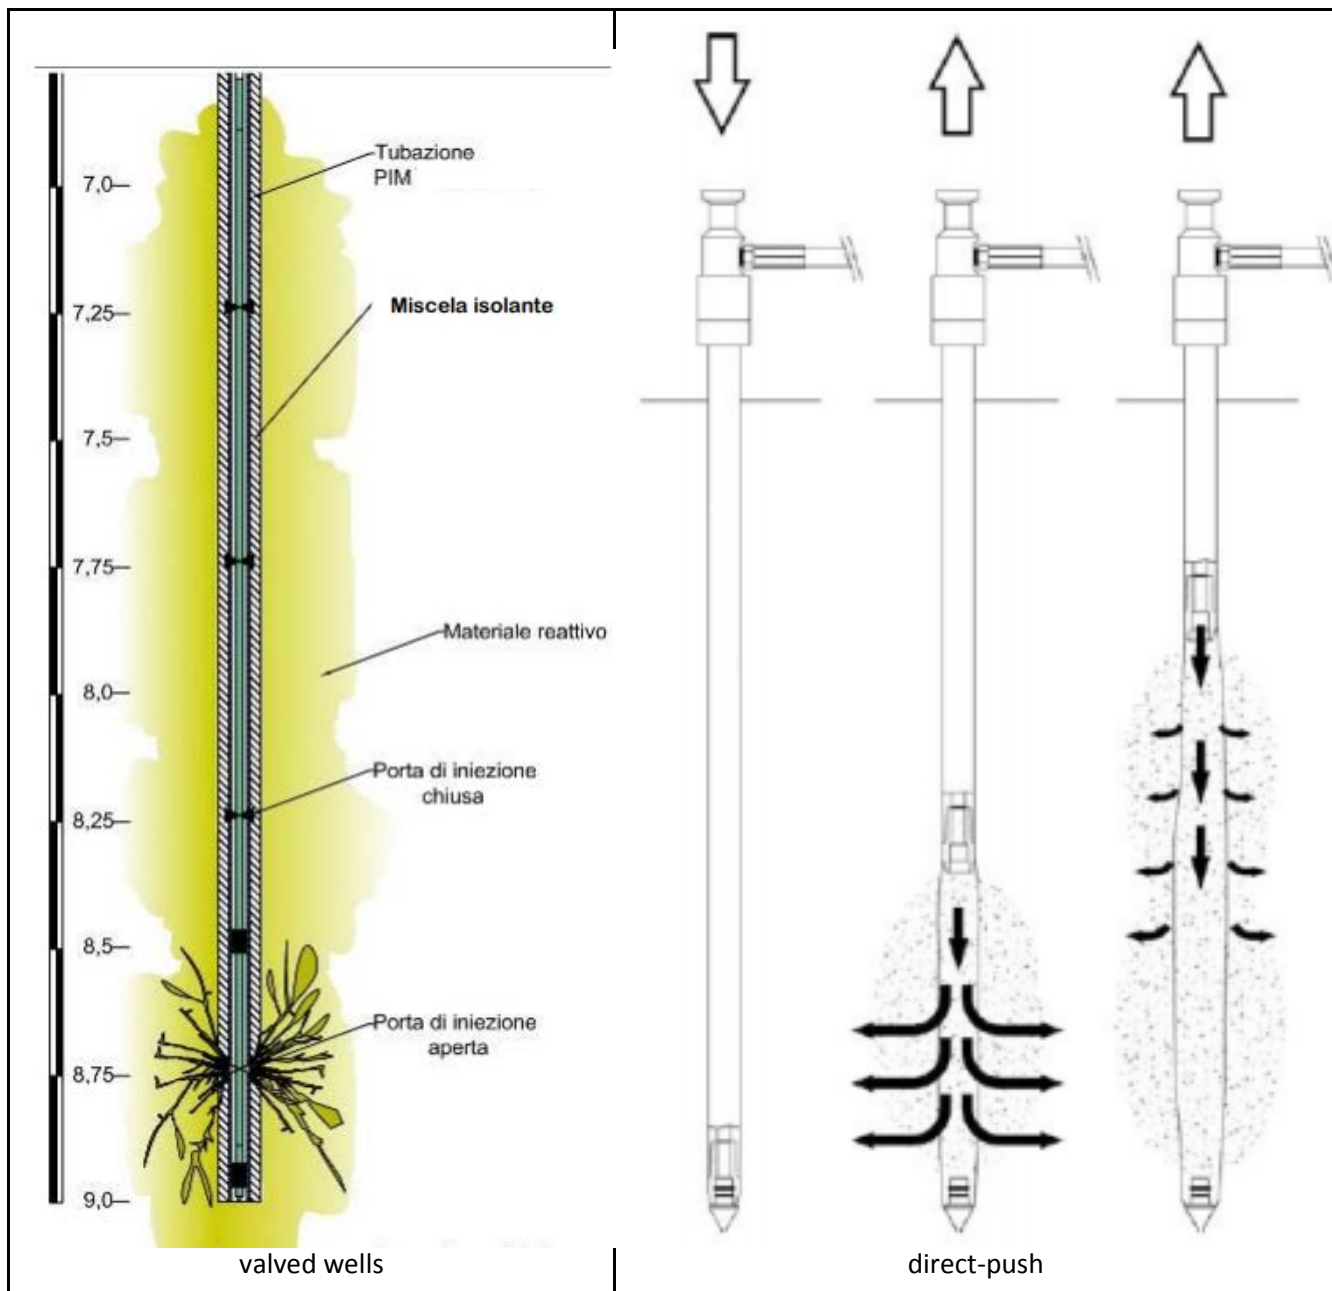 Tubazione
PIM
7,0
Miscela isolante
7,25
7,5
7,75
Materiale reattivo
8,0
Porta di iniezione
chiusa
8,25
8,5
Porta di iniezione
aperta
8,75
9,0
valved wells
direct-push